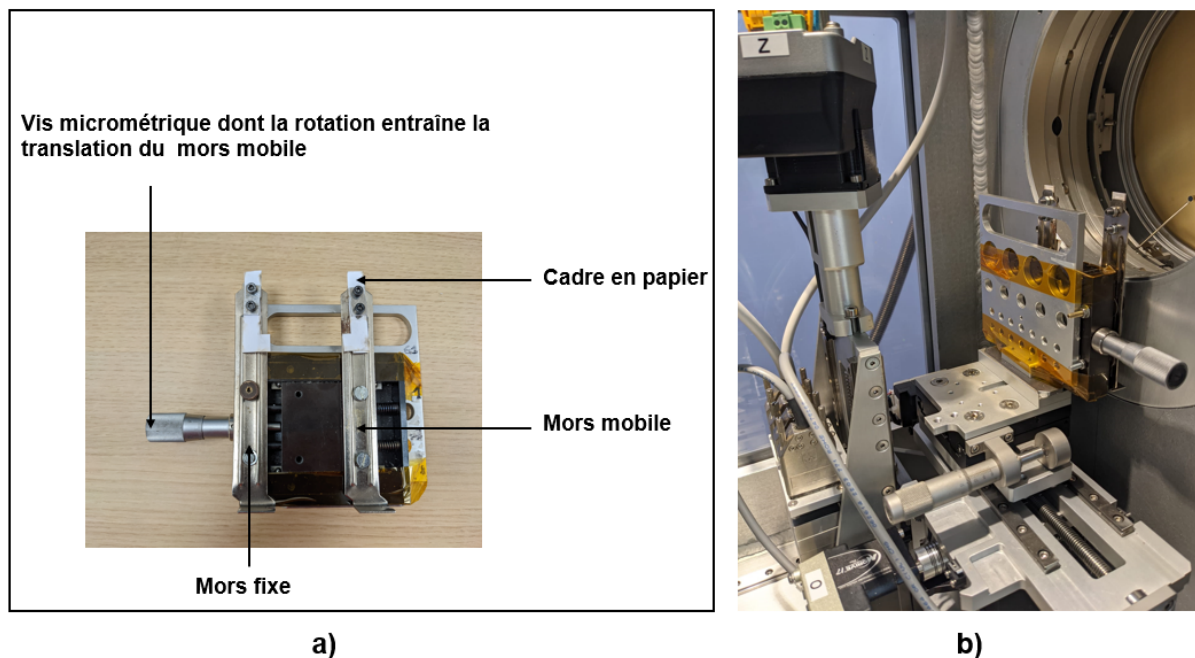 Vis micrométrique dont la rotation entraîne la
translation du mors mobile
Cadre en papier
Mors mobile
Mors fixe
a)
Z
O
b)